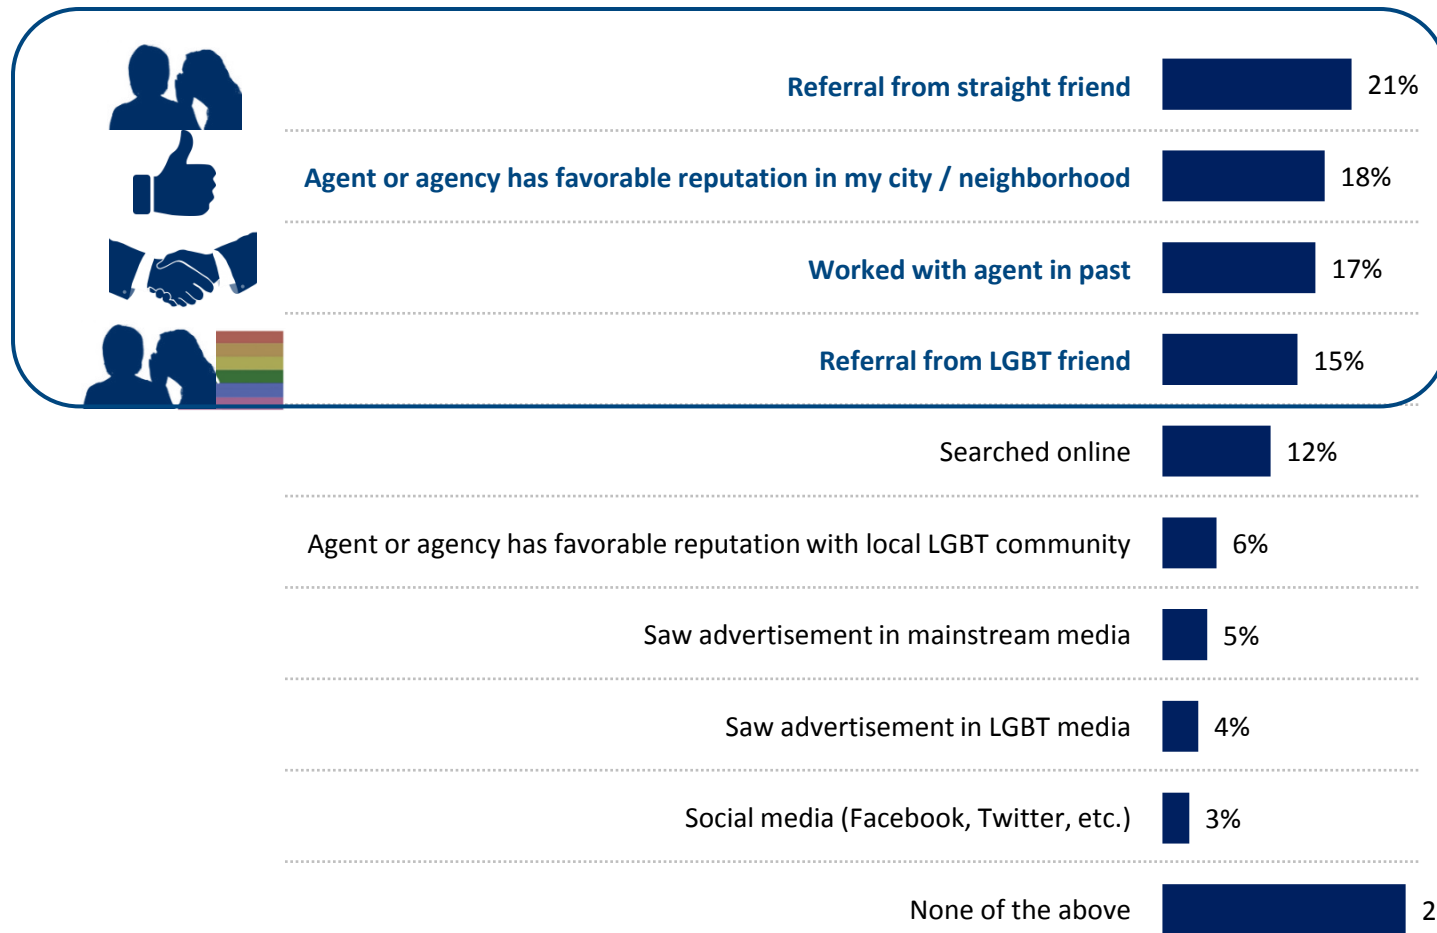 Referral from straight friend 21%
Agent or agency has favorable reputation in my city / neighborhood 18%
Worked with agent in past 17%
Referral from LGBT friend 15%
Searched online 12%
Agent or agency has favorable reputation with local LGBT community 6%
Saw advertisement in mainstream media 5%
Saw advertisement in LGBT media 4%
Social media (Facebook, Twitter, etc.) 3%
None of the above 2